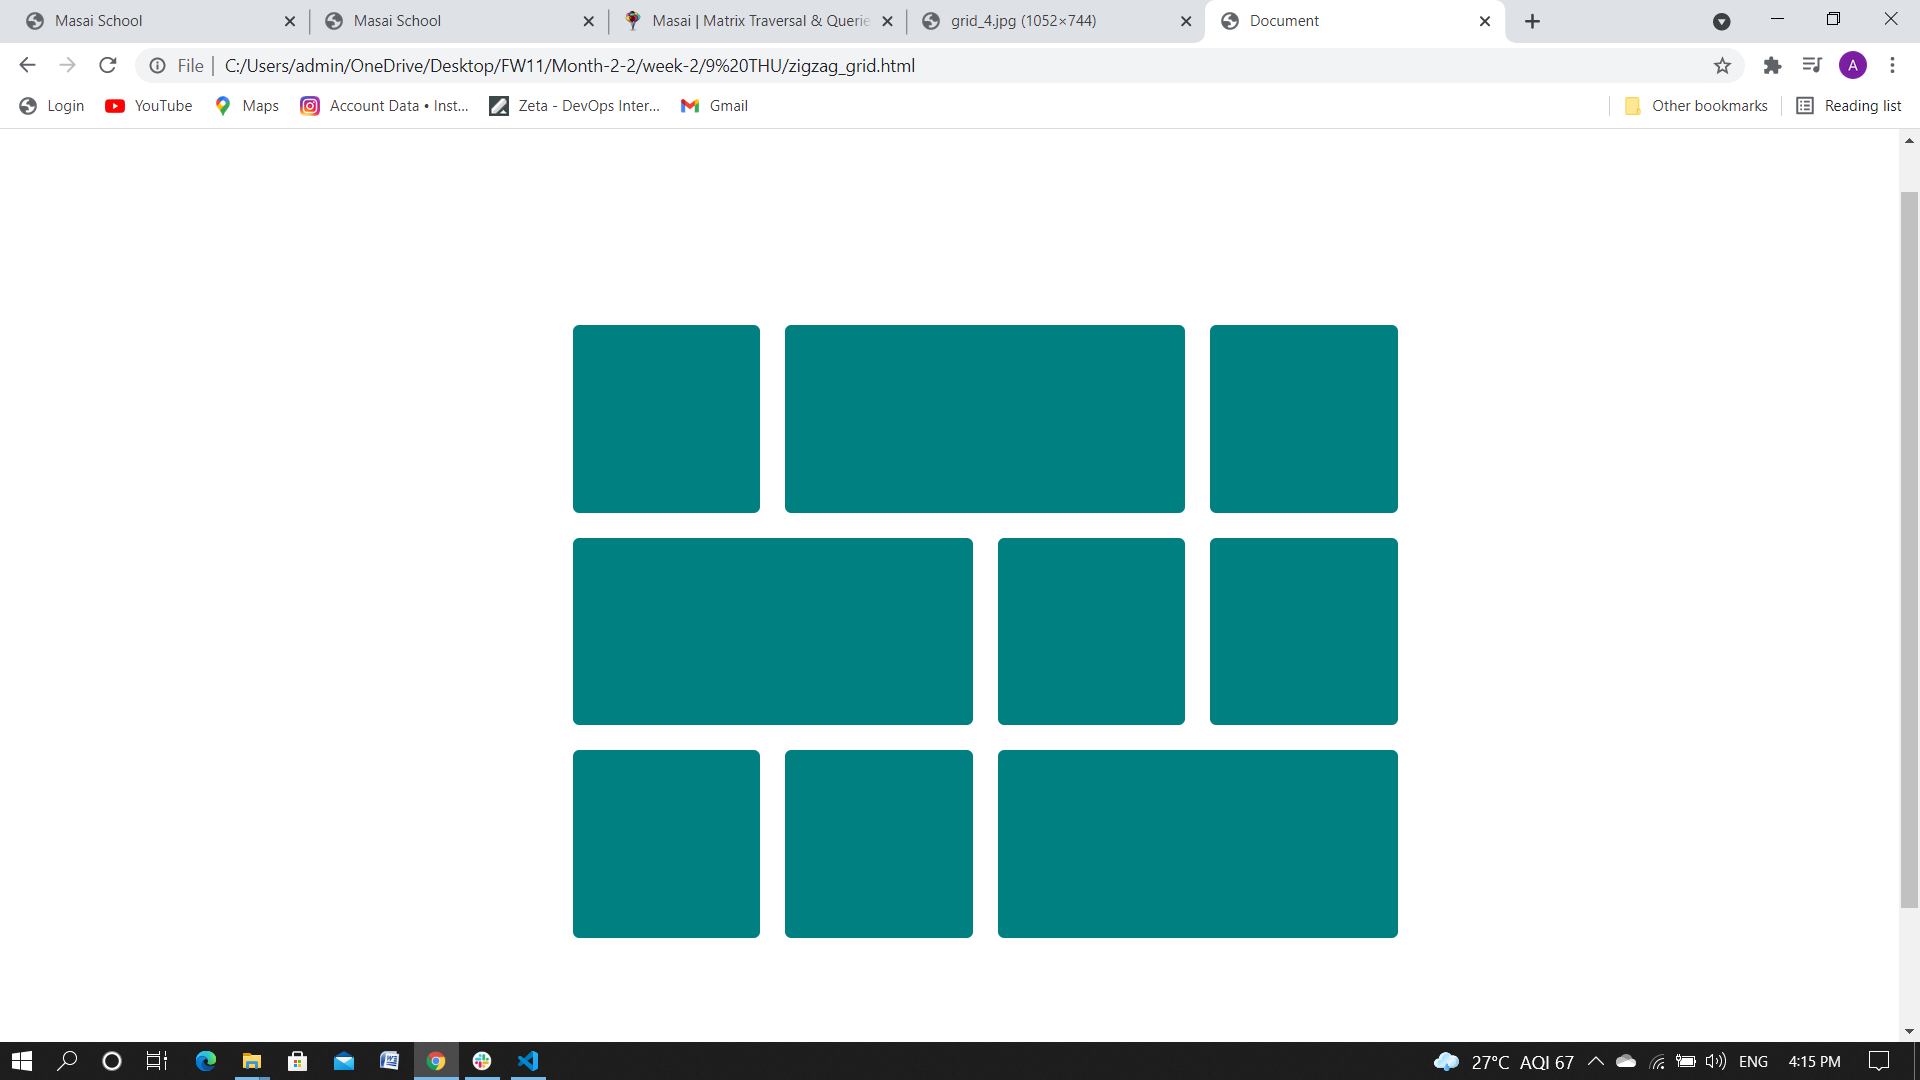 Masai School
Masai School
Masai | Matrix Traversal & Querie
grid_4.jpg (1052×744)
Document
File
C:/Users/admin/OneDrive/Desktop/FW11/Month-2-2/week-2/9%20THU/zigzag_grid.html
A
Login
YouTube
Maps
Account Data • Inst...
Zeta - DevOps Inter...
Gmail
Other bookmarks
Reading list
27°C AQI 67
ENG
4:15 PM